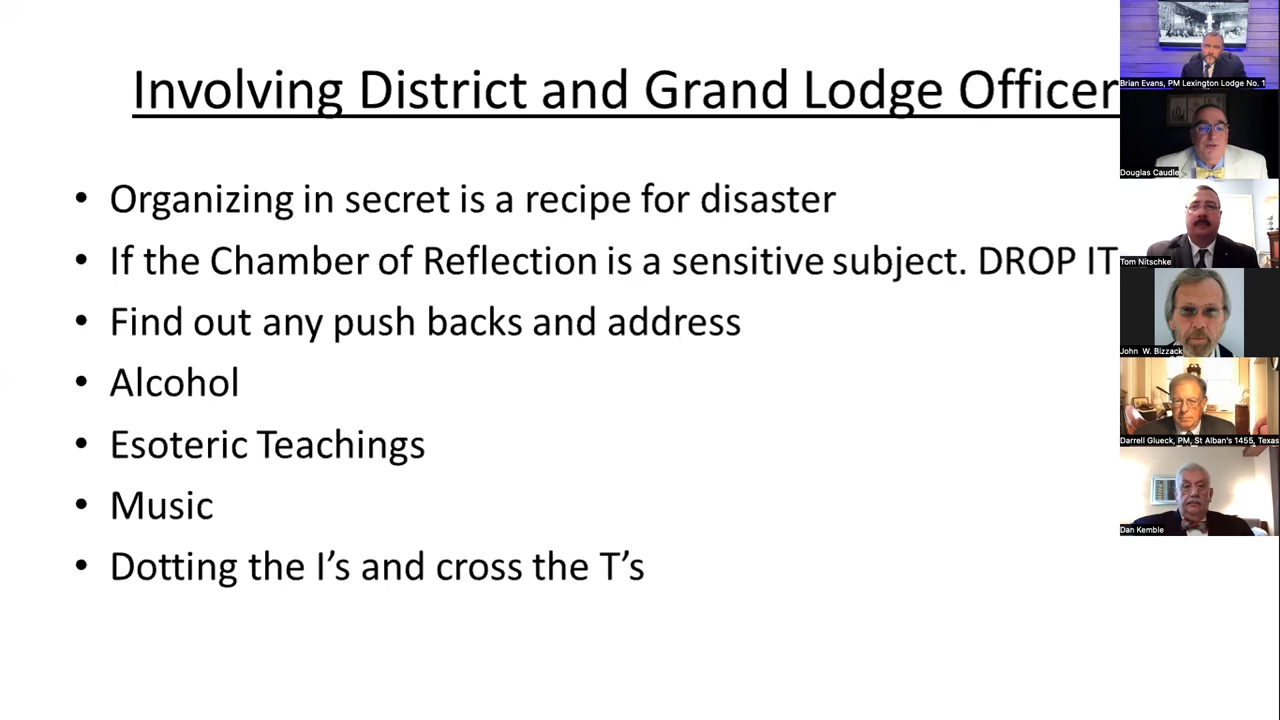 Involving District and Grand Lodge Officer
• Organizing in secret is a recipe for disaster
• If the Chamber of Reflection is a sensitive subject. DROP IT
• Find out any push backs and address
• Alcohol
• Esoteric Teachings
• Music
• Dotting the I’s and cross the T’s
Brian Evans, PM Lexington Lodge No. 1
Douglas Caudle
Tom Nitschke
John W. Bizzack
Darrell Glueck, PM, St Alban's 1455, Texas
Dan Kemble